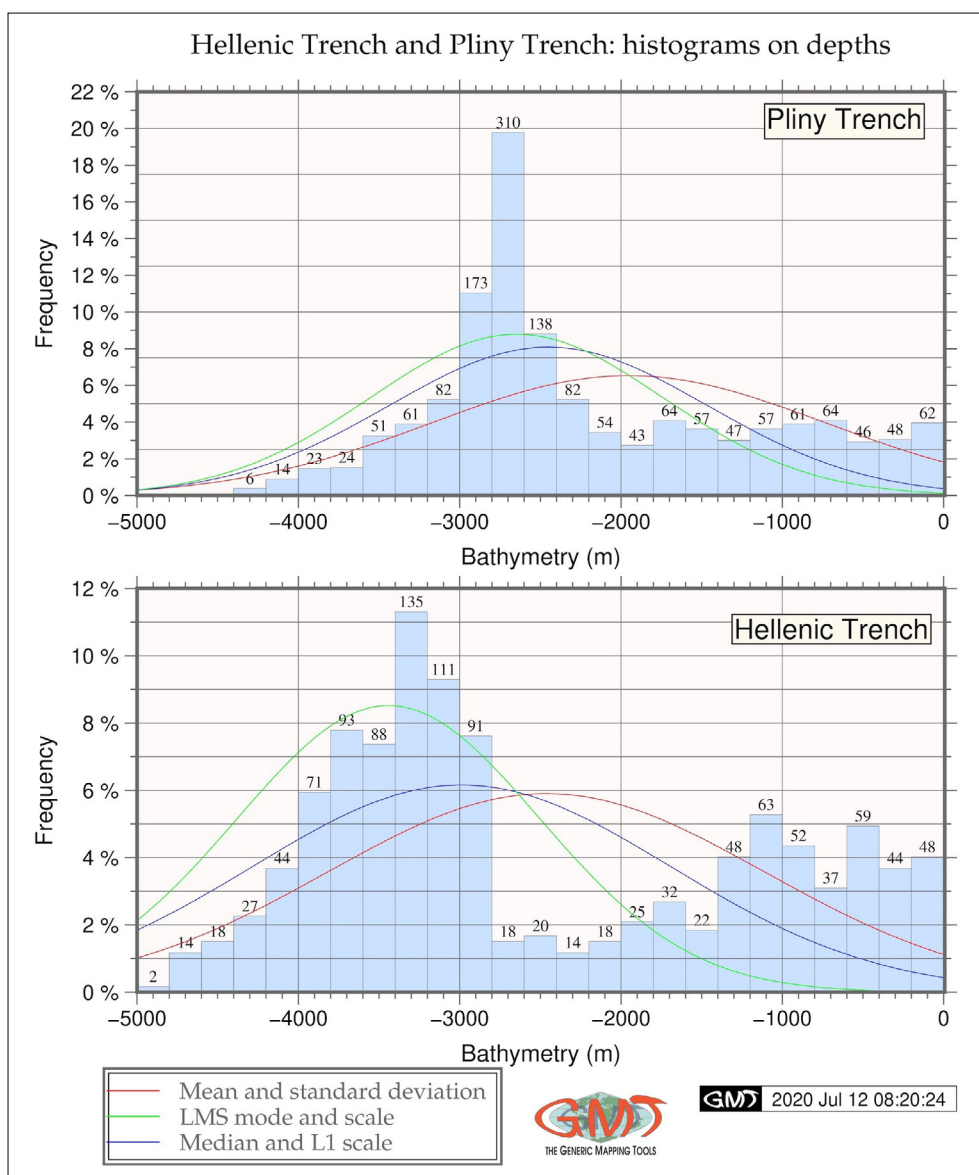 Hellenic Trench and Pliny Trench: histograms on depths
22 %
20 %
18 %
16 %
14 %
12 %
10 %
8 %
6 %
4 %
2 %
0 %
Frequency
Pliny Trench
6 14 23 24 51 61 82 173 310 138 82 54 43 64 57 47 57 61 64 46 48 62
−5000 −4000 −3000 −2000 −1000 0
Bathymetry (m)
12 %
10 %
8 %
6 %
4 %
2 %
0 %
Frequency
Hellenic Trench
2 14 18 27 44 71 93 88 135 111 91 18 20 14 18 25 32 22 48 63 52 37 59 44 48
−5000 −4000 −3000 −2000 −1000 0
Bathymetry (m)
Mean and standard deviation
LMS mode and scale
Median and L1 scale
GMT
THE GENERIC MAPPING TOOLS
GMT 2020 Jul 12 08:20:24